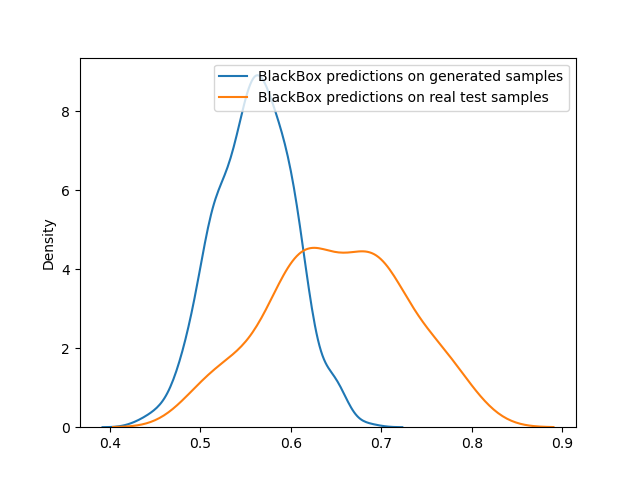 BlackBox predictions on generated samples
BlackBox predictions on real test samples
Density
8
6
4
2
0
0.4 0.5 0.6 0.7 0.8 0.9